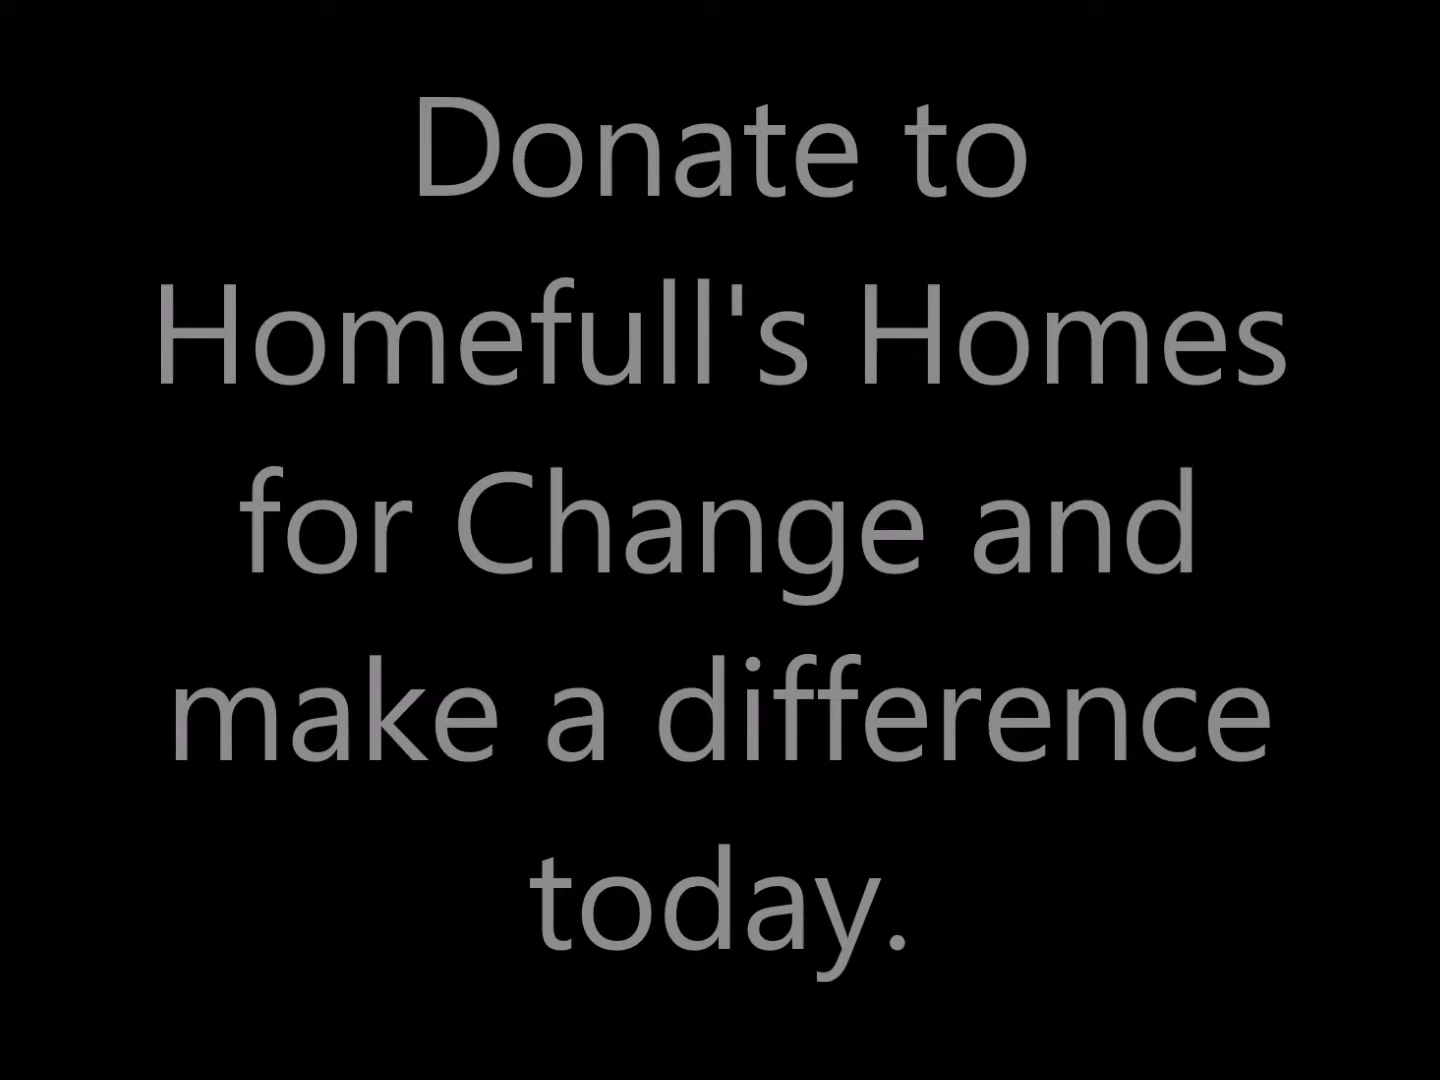 Donate to
Homefull's Homes
for Change and
make a difference
today.